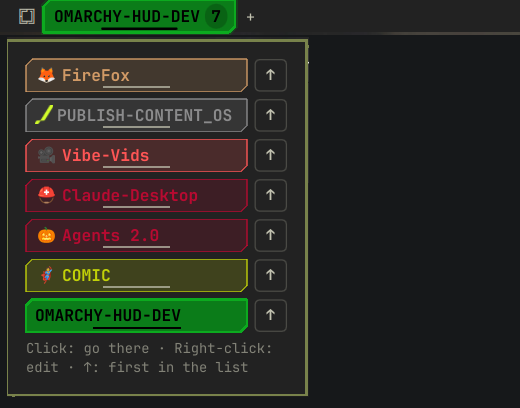 OMARCHY-HUD-DEV 7 +
🦊 FireFox ↑
PUBLISH-CONTENT_OS ↑
🎥 Vibe-Vids ↑
⛑️ Claude-Desktop ↑
🎃 Agents 2.0 ↑
COMIC ↑
OMARCHY-HUD-DEV ↑
Click: go there · Right-click:
edit · ↑: first in the list